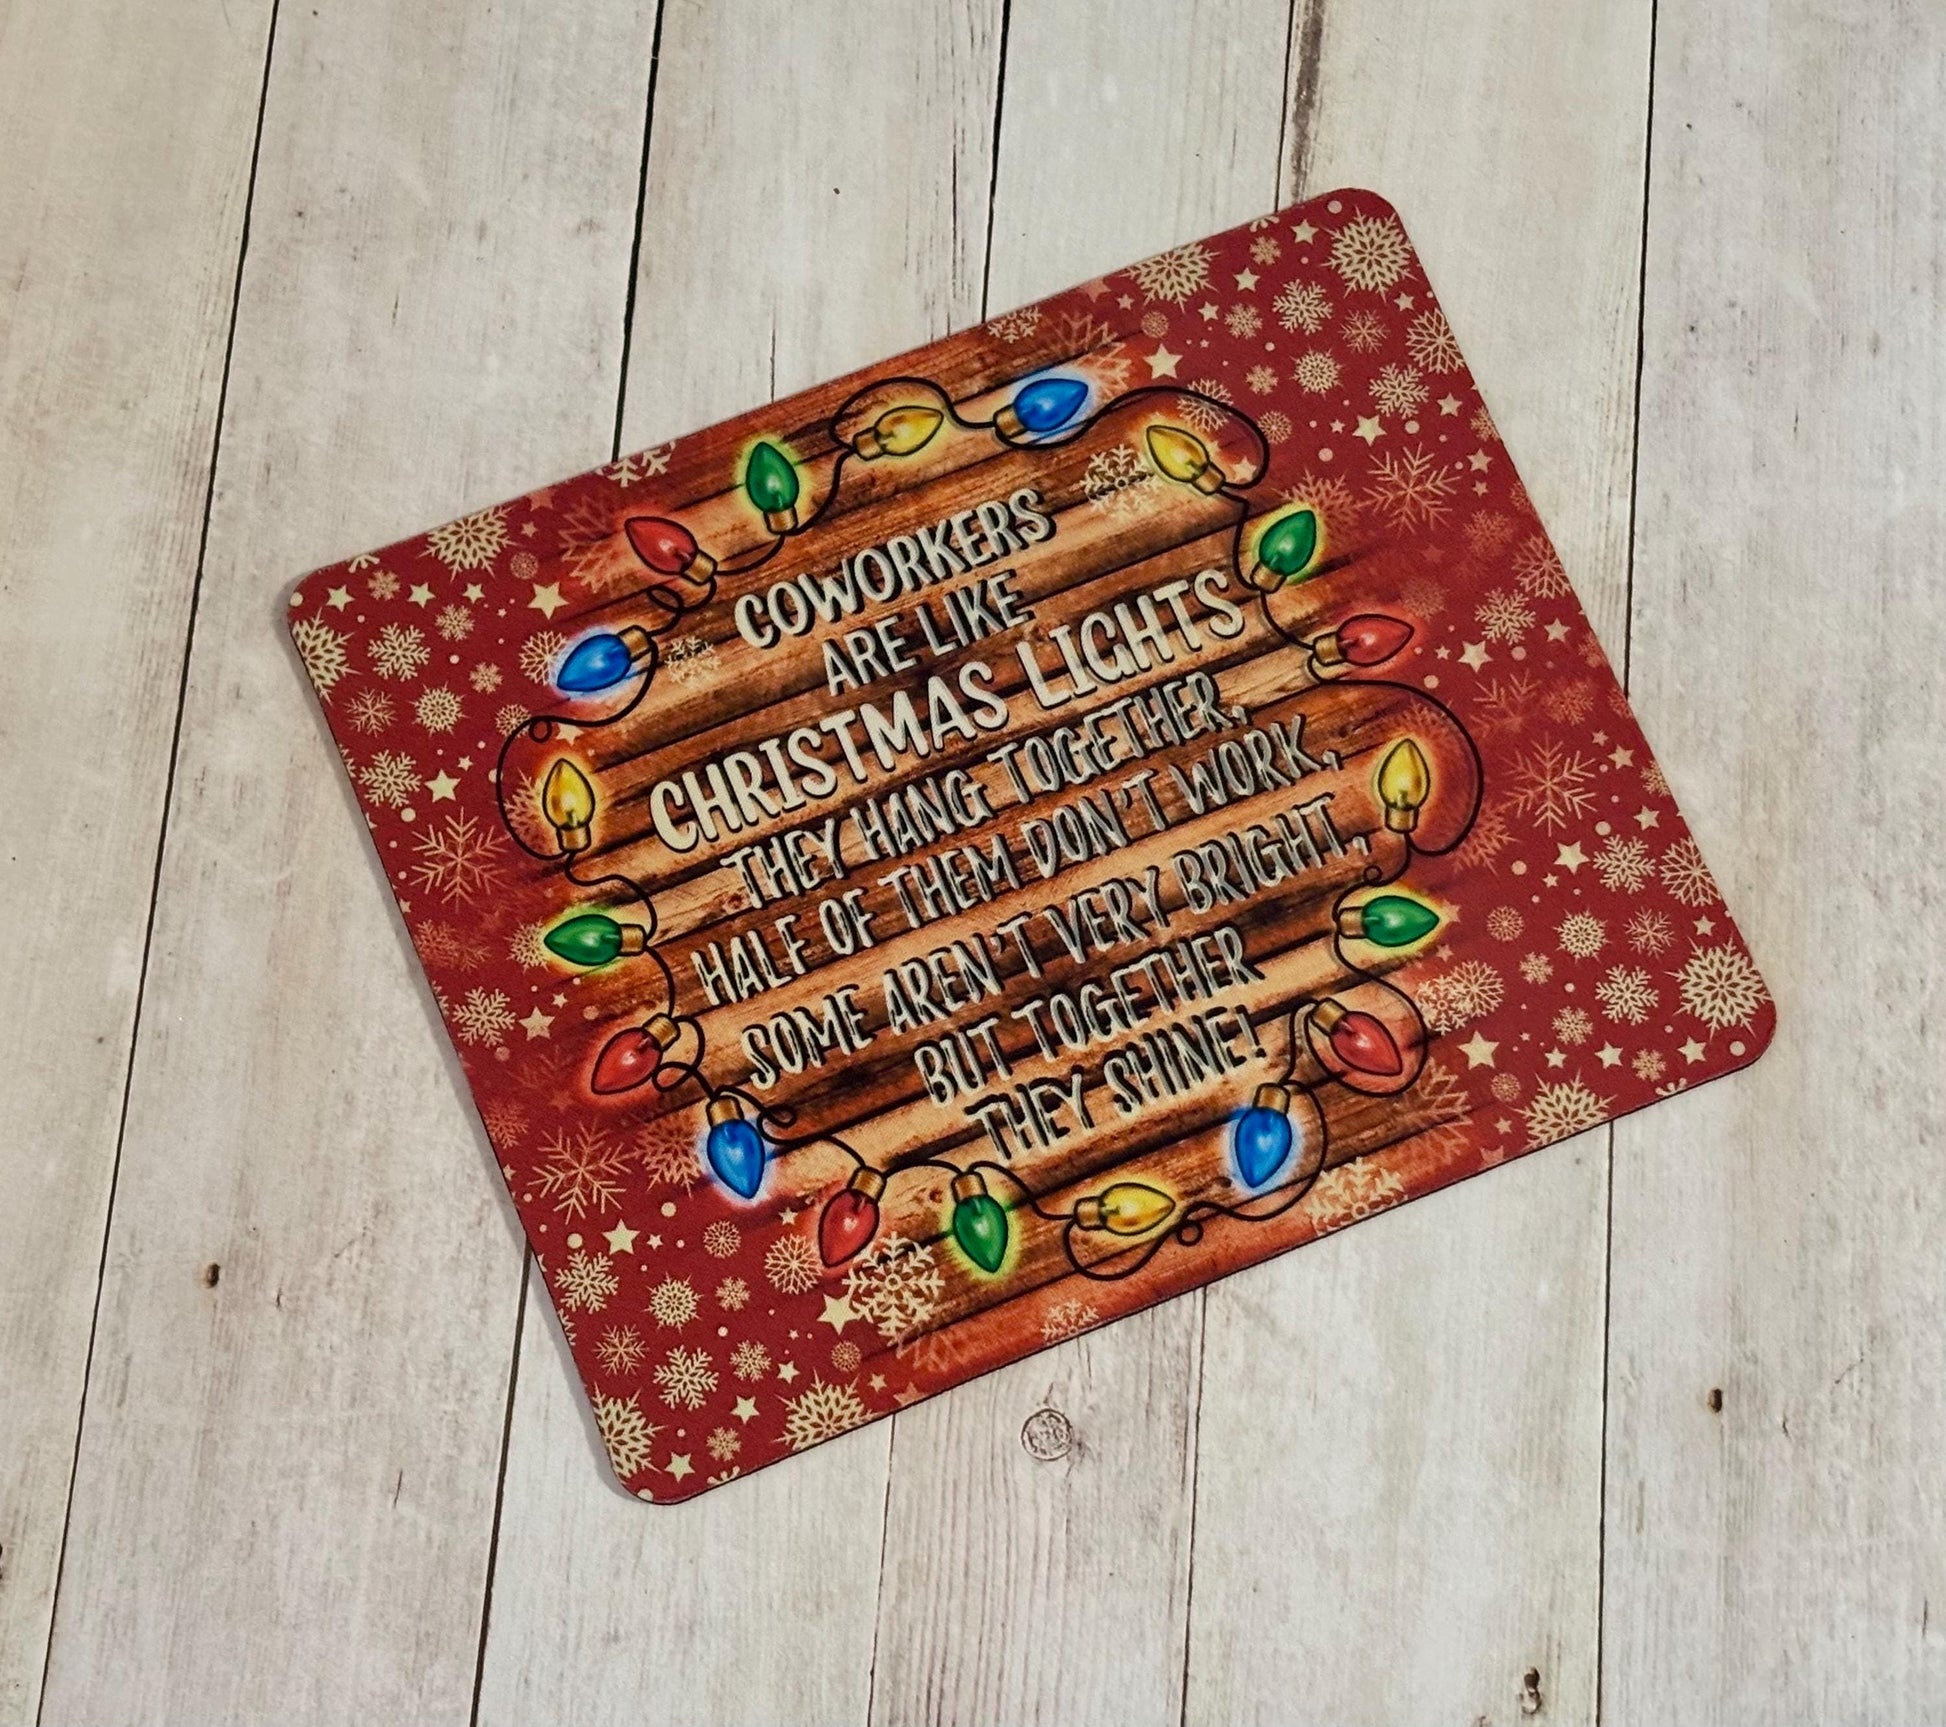 COWORKERS
ARE LIKE
CHRISTMAS LIGHTS
THEY HANG TOGETHER,
HALF OF THEM DON'T WORK,
SOME AREN'T VERY BRIGHT,
BUT TOGETHER
THEY SHINE!